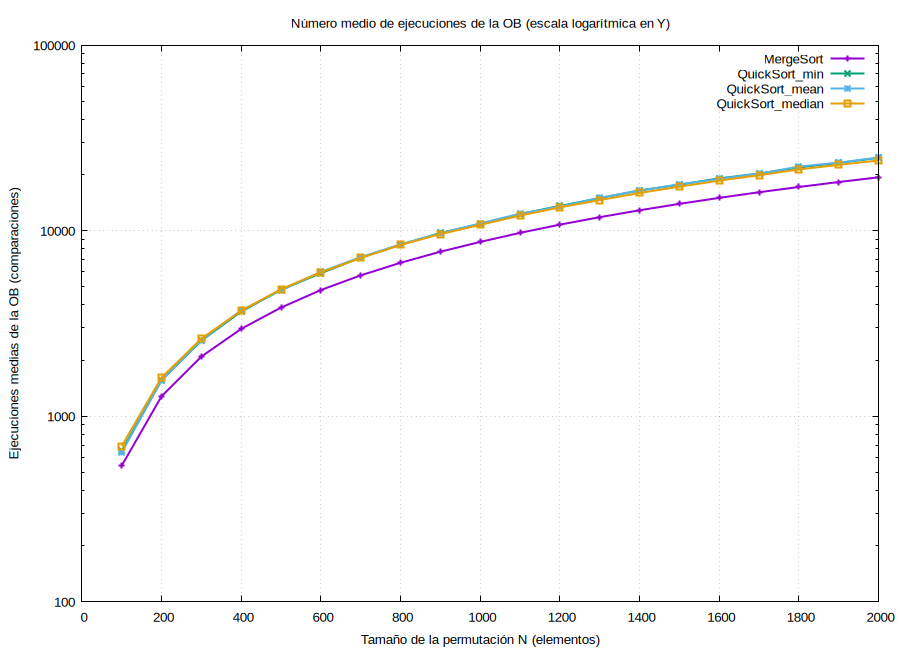 Número medio de ejecuciones de la OB (escala logarítmica en Y)
100000
10000
1000
100
Ejecuciones medias de la OB (comparaciones)
MergeSort
QuickSort_min
QuickSort_mean
QuickSort_median
0 200 400 600 800 1000 1200 1400 1600 1800 2000
Tamaño de la permutación N (elementos)